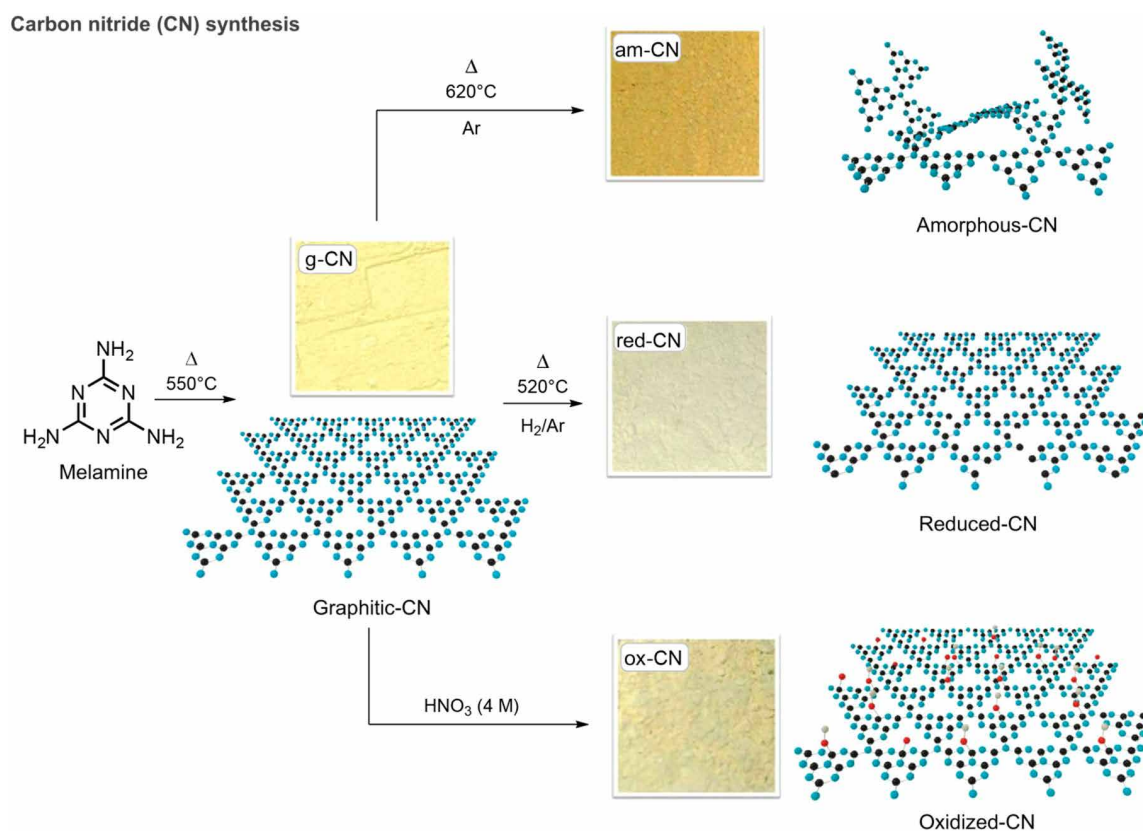 Carbon nitride (CN) synthesis
am-CN
Δ
620°C
Ar
Amorphous-CN
g-CN
red-CN
NH₂
N
N
H₂N
N
NH₂
Melamine
Δ
550°C
Δ
520°C
H₂/Ar
Reduced-CN
Graphitic-CN
ox-CN
HNO₃ (4 M)
Oxidized-CN